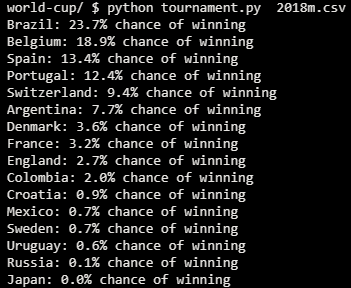 world-cup/ $ python tournament.py  2018m.csv
Brazil: 23.7% chance of winning
Belgium: 18.9% chance of winning
Spain: 13.4% chance of winning
Portugal: 12.4% chance of winning
Switzerland: 9.4% chance of winning
Argentina: 7.7% chance of winning
Denmark: 3.6% chance of winning
France: 3.2% chance of winning
England: 2.7% chance of winning
Colombia: 2.0% chance of winning
Croatia: 0.9% chance of winning
Mexico: 0.7% chance of winning
Sweden: 0.7% chance of winning
Uruguay: 0.6% chance of winning
Russia: 0.1% chance of winning
Japan: 0.0% chance of winning